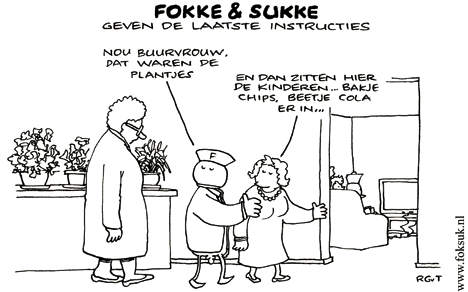 FOKKE & SUKKE
GEVEN DE LAATSTE INSTRUCTIES
NOU BUURVROUW,
DAT WAREN DE
PLANTJES
EN DAN ZITTEN HIER
DE KINDEREN... BAKJE
CHIPS, BEETJE COLA
ER IN...
F
RGvT
www.foksuk.nl